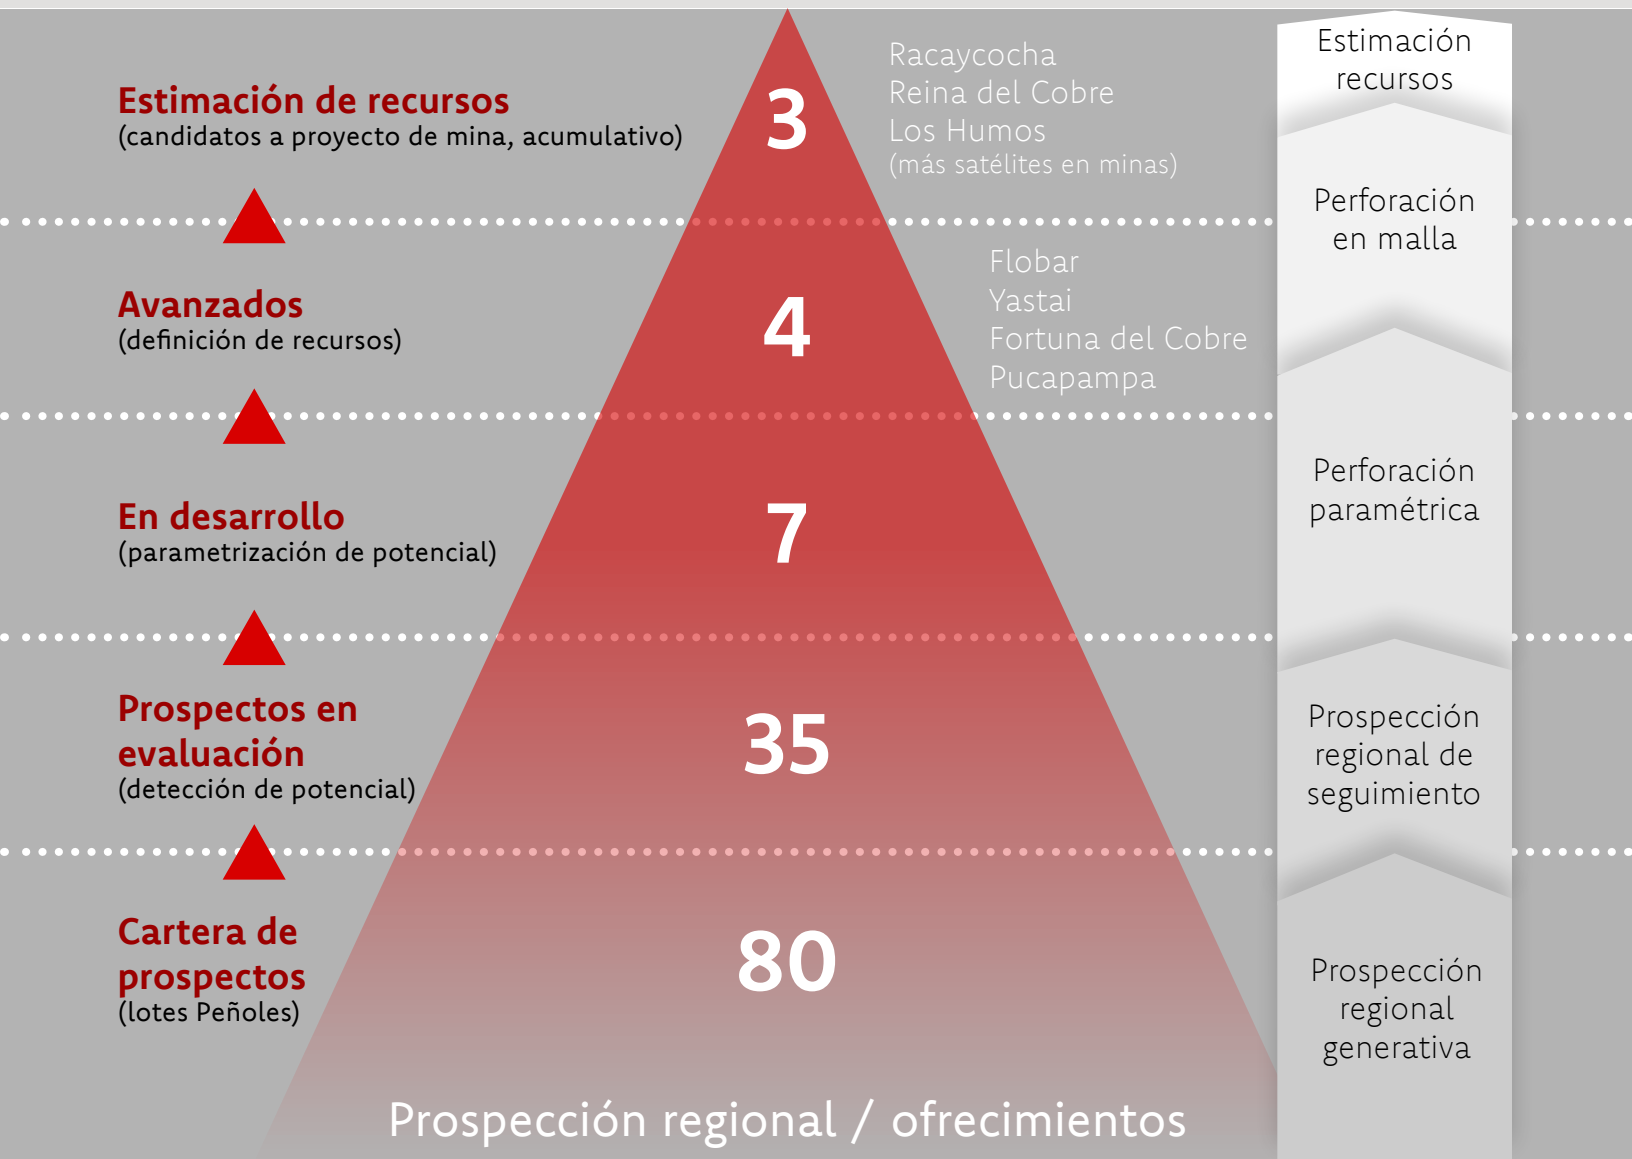 Estimación de recursos
(candidatos a proyecto de mina, acumulativo)
3
Racaycocha
Reina del Cobre
Los Humos
(más satélites en minas)
Estimación
recursos
Avanzados
(definición de recursos)
4
Flobar
Yastai
Fortuna del Cobre
Pucapampa
Perforación
en malla
En desarrollo
(parametrización de potencial)
7
Perforación
paramétrica
Prospectos en
evaluación
(detección de potencial)
35
Prospección
regional de
seguimiento
Cartera de
prospectos
(lotes Peñoles)
80
Prospección
regional
generativa
Prospección regional / ofrecimientos